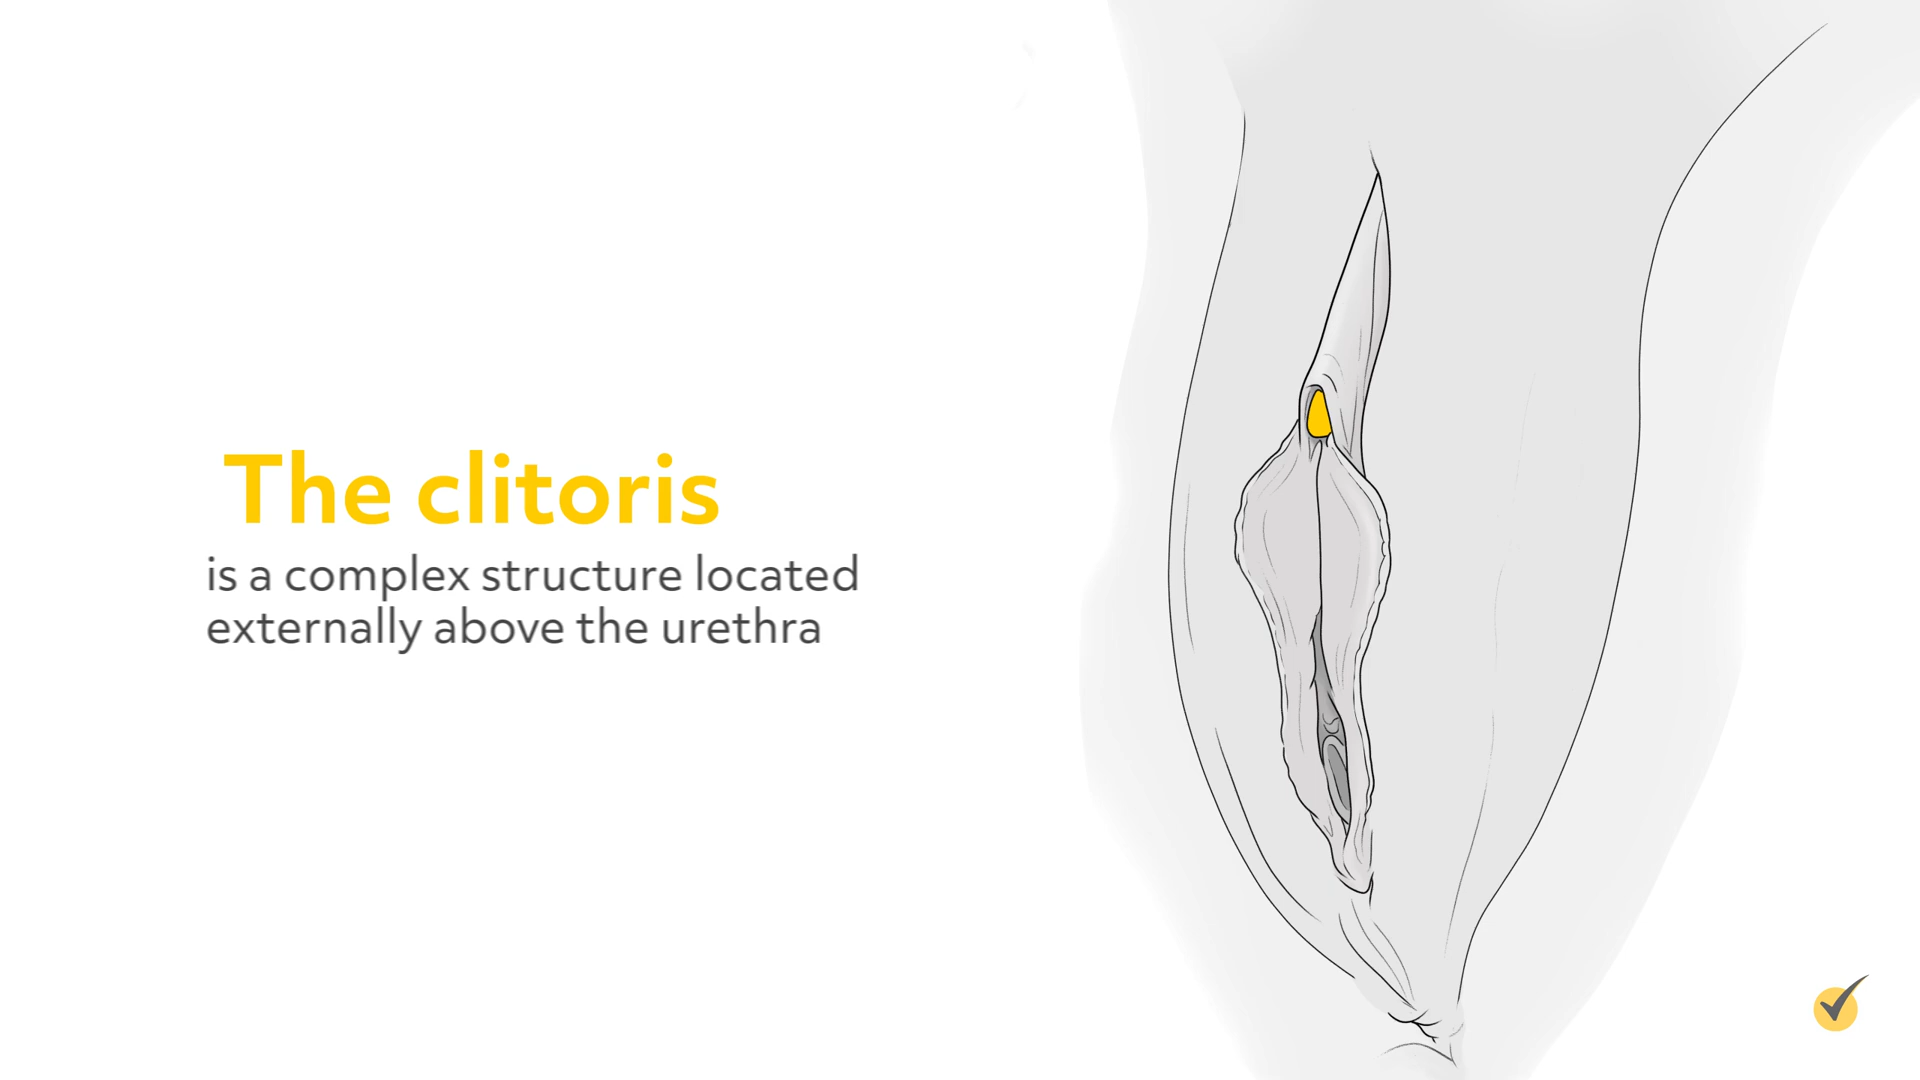 The clitoris
is a complex structure located
externally above the urethra